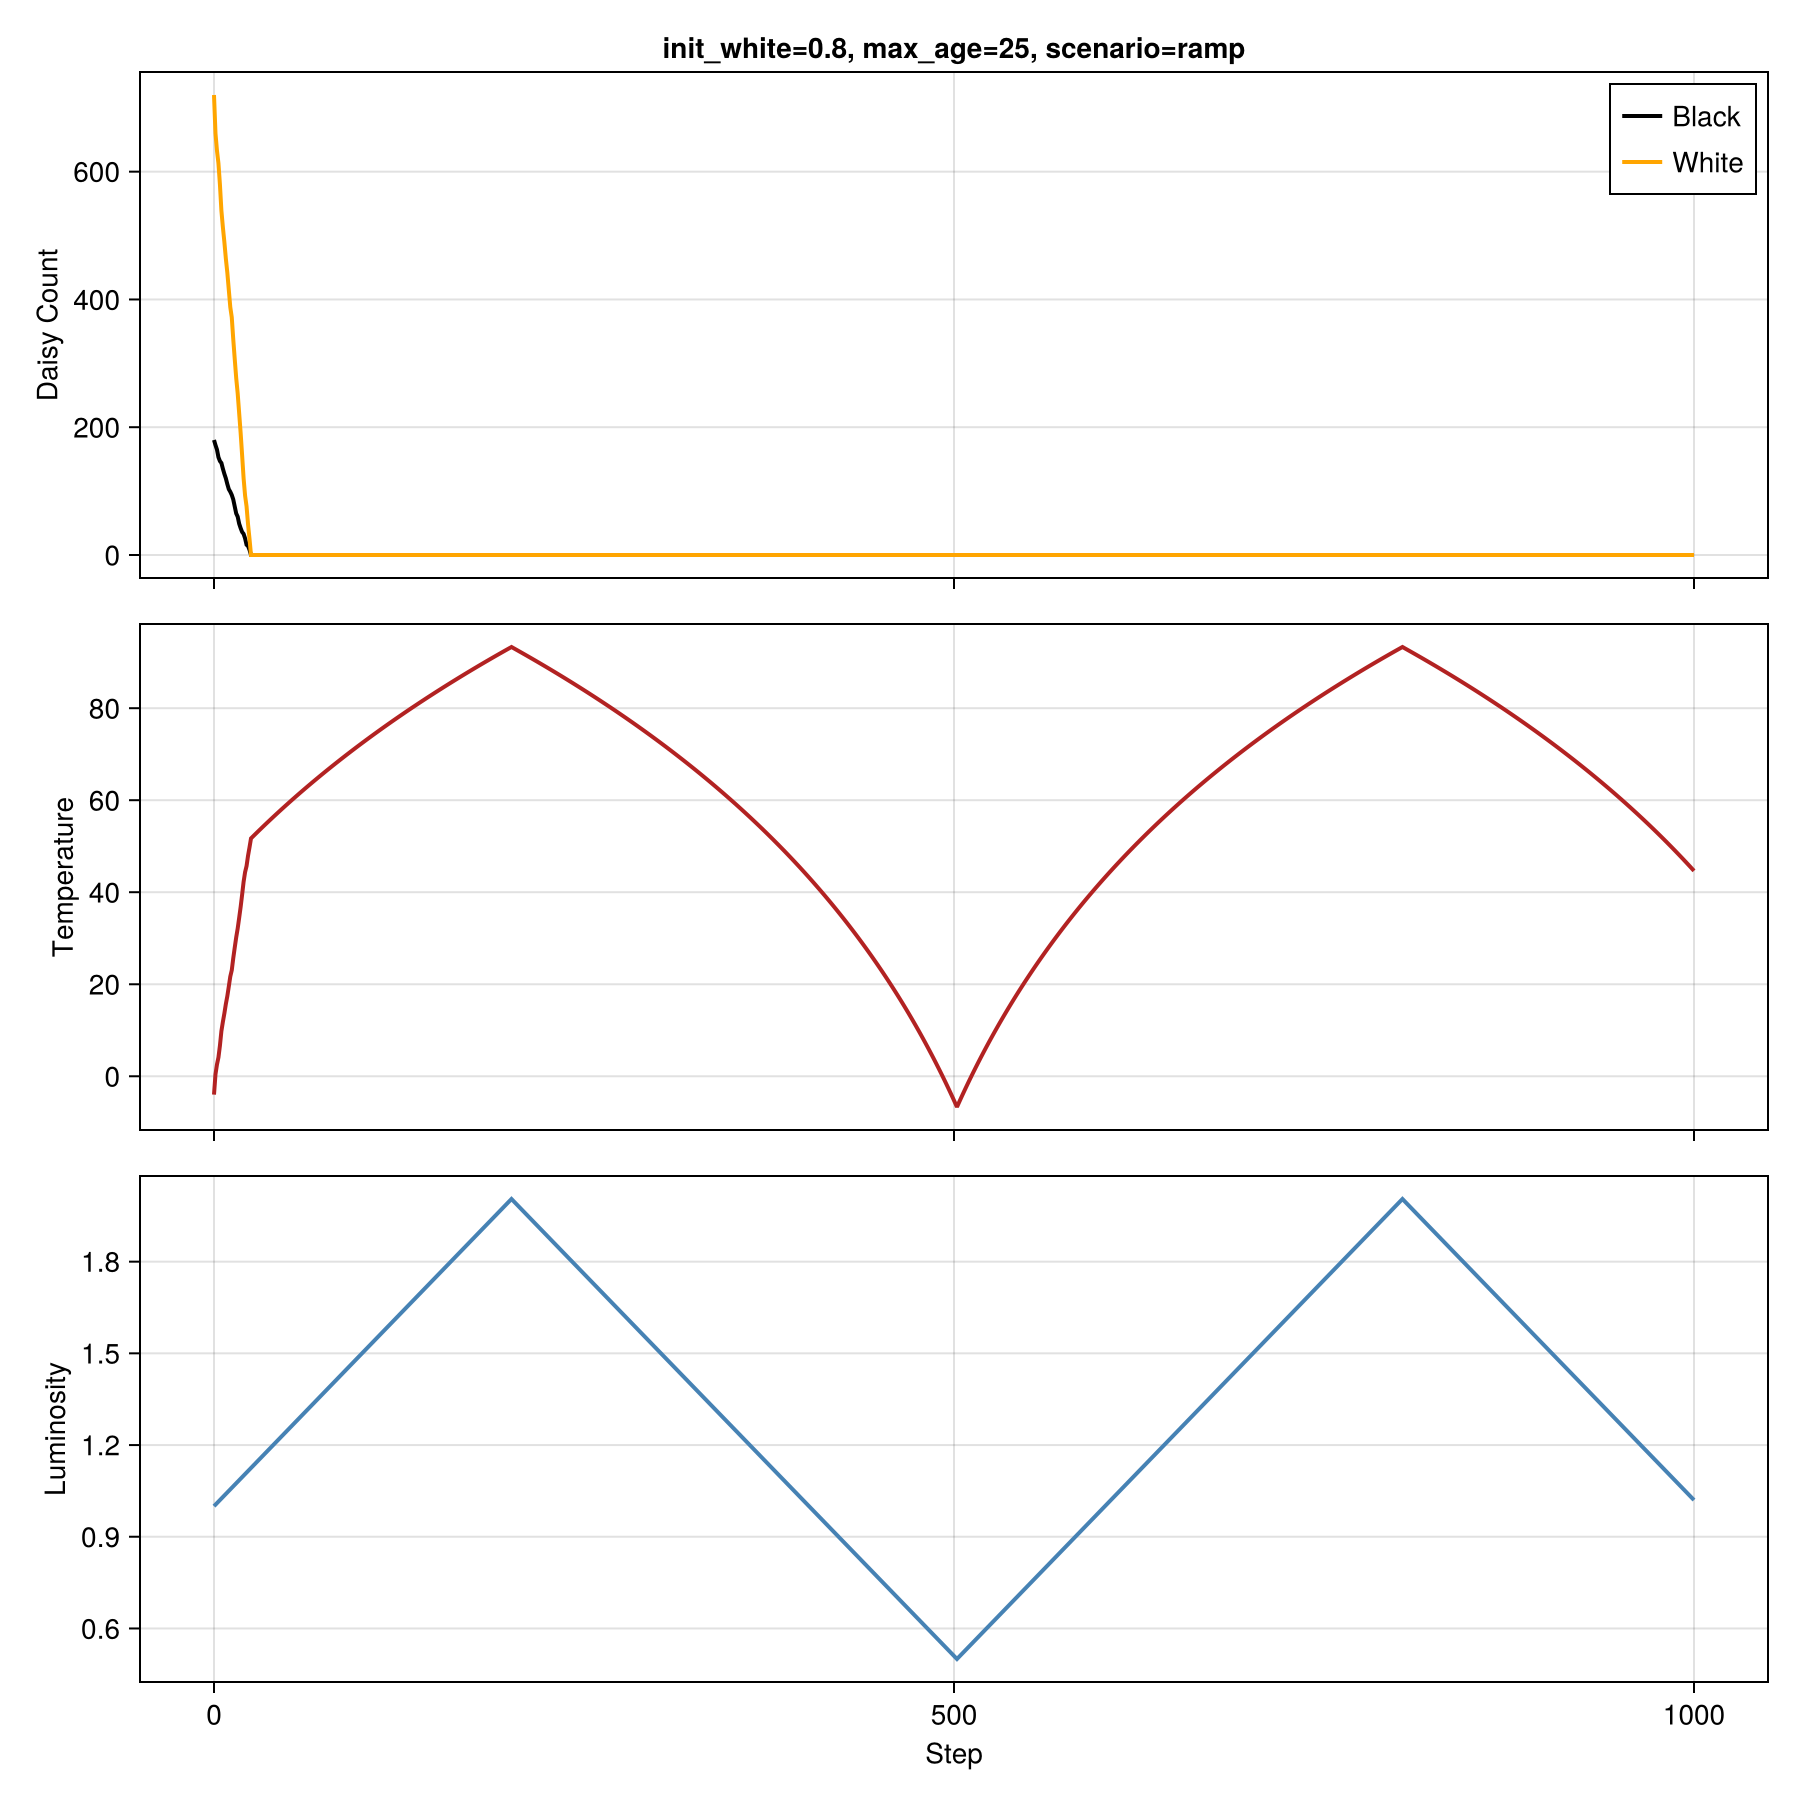 init_white=0.8, max_age=25, scenario=ramp
Black
White
Daisy Count
600
400
200
0
Temperature
80
60
40
20
0
Luminosity
1.8
1.5
1.2
0.9
0.6
0
500
1000
Step